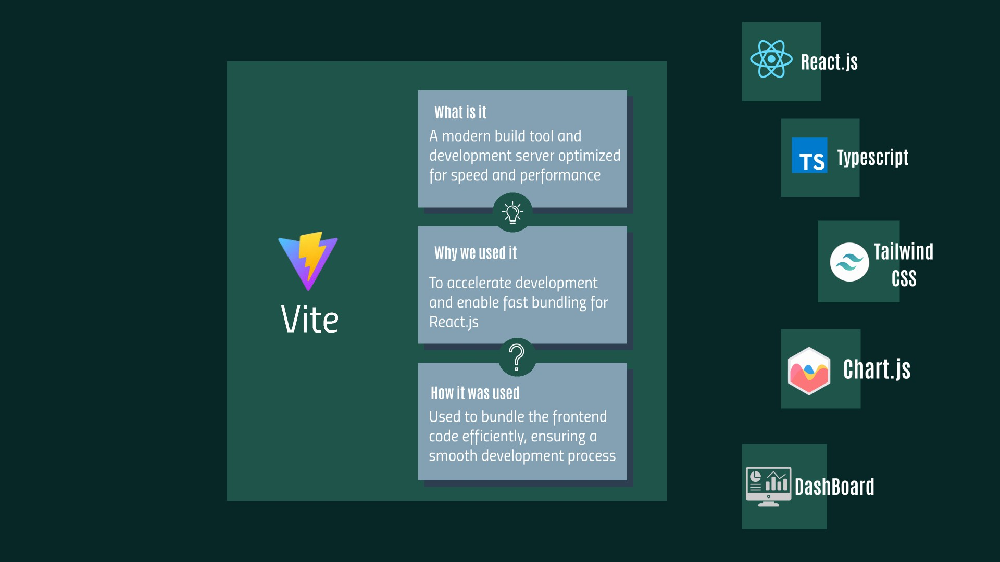 Vite
What is it
A modern build tool and
development server optimized
for speed and performance
Why we used it
To accelerate development
and enable fast bundling for
React.js
How it was used
Used to bundle the frontend
code efficiently, ensuring a
smooth development process
React.js
TS
Typescript
Tailwind
CSS
Chart.js
DashBoard